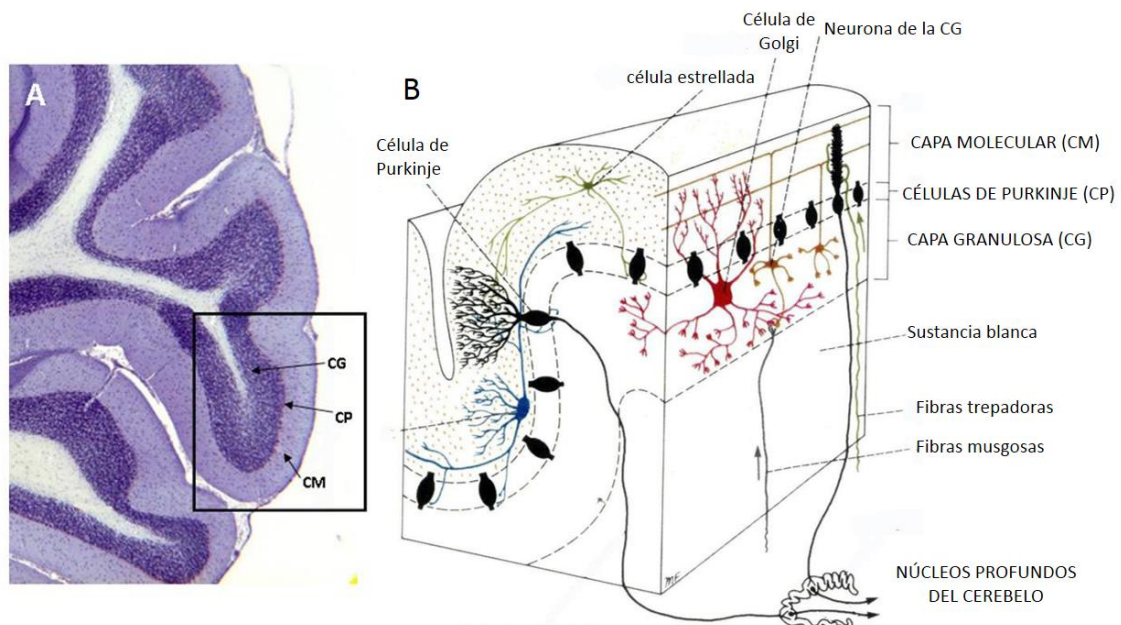 A
CG
CP
CM
B
Célula de
Purkinje
célula estrellada
Célula de
Golgi
Neurona de la CG
CAPA MOLECULAR (CM)
CÉLULAS DE PURKINJE (CP)
CAPA GRANULOSA (CG)
Sustancia blanca
Fibras trepadoras
Fibras musgosas
NÚCLEOS PROFUNDOS
DEL CEREBELO